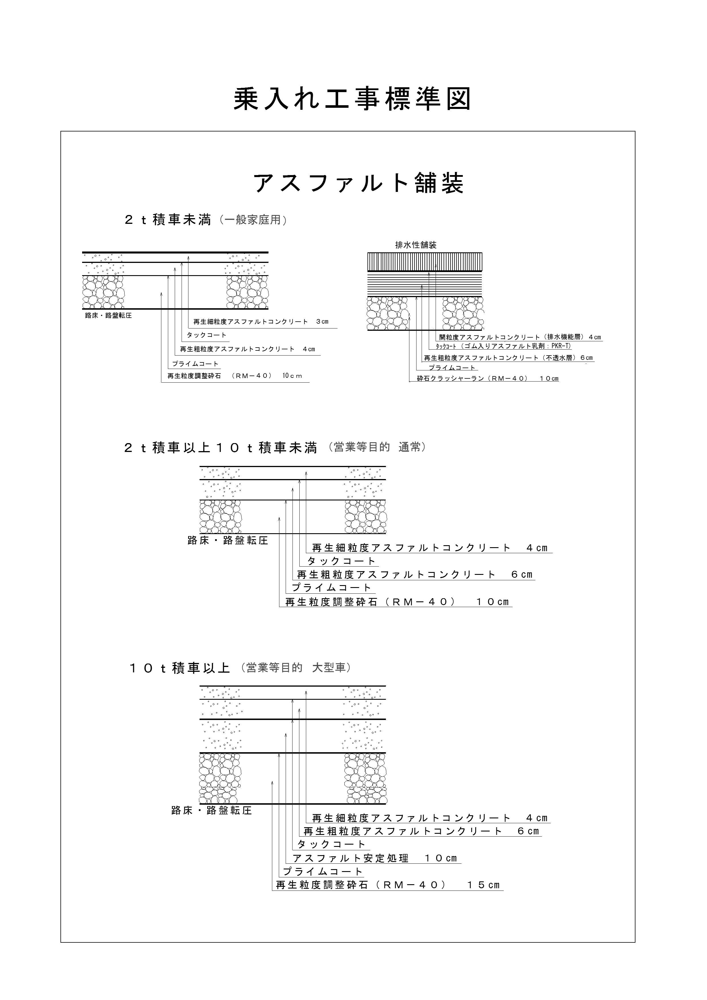 乗入れ工事標準図
アスファルト舗装
２ｔ積車未満（一般家庭用）
路床・路盤転圧
再生細粒度アスファルトコンクリート　３㎝
タックコート
再生粗粒度アスファルトコンクリート　４㎝
プライムコート
再生粒度調整砕石　（ＲＭ－４０）　10ｃｍ
排水性舗装
開粒度アスファルトコンクリート（排水機能層）４㎝
ﾀｯｸｺｰﾄ（ゴム入りアスファルト乳剤：PKR-T)
再生粗粒度アスファルトコンクリート（不透水層）６㎝
プライムコート
砕石クラッシャーラン（ＲＭ－４０）　１０㎝
２ｔ積車以上１０ｔ積車未満（営業等目的　通常）
路床・路盤転圧
再生細粒度アスファルトコンクリート　４㎝
タックコート
再生粗粒度アスファルトコンクリート　６㎝
プライムコート
再生粒度調整砕石（ＲＭ－４０）　１０㎝
１０ｔ積車以上（営業等目的　大型車）
路床・路盤転圧
再生細粒度アスファルトコンクリート　４㎝
再生粗粒度アスファルトコンクリート　６㎝
タックコート
アスファルト安定処理　１０㎝
プライムコート
再生粒度調整砕石（ＲＭ－４０）　１５㎝